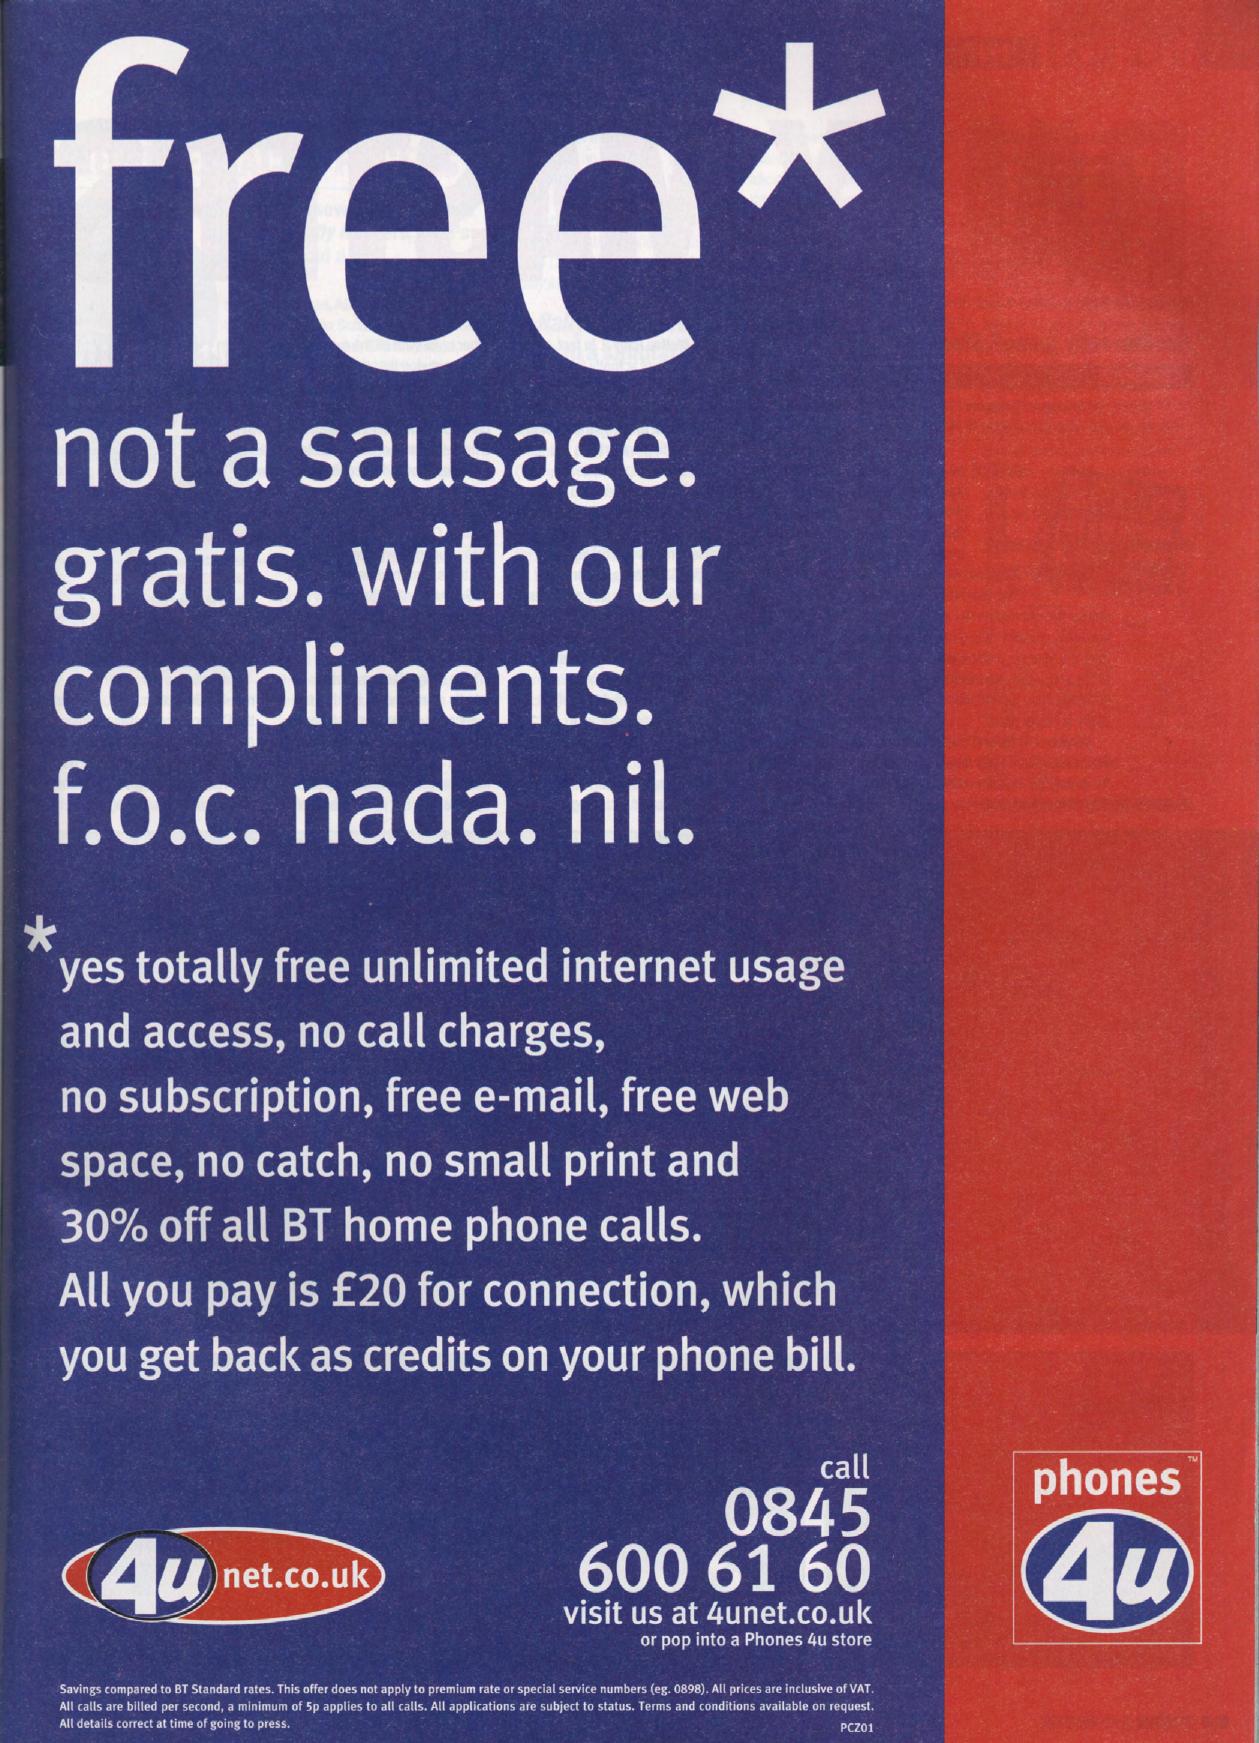 free*
not a sausage.
gratis. with our
compliments.
f.o.c. nada. nil.
*yes totally free unlimited internet usage
and access, no call charges,
no subscription, free e-mail, free web
space, no catch, no small print and
30% off all BT home phone calls.
All you pay is £20 for connection, which
you get back as credits on your phone bill.
call
0845
600 61 60
visit us at 4unet.co.uk
or pop into a Phones 4u store
4u net.co.uk
phones™
4u
Savings compared to BT Standard rates. This offer does not apply to premium rate or special service numbers (eg. 0898). All prices are inclusive of VAT.
All calls are billed per second, a minimum of 5p applies to all calls. All applications are subject to status. Terms and conditions available on request.
All details correct at time of going to press.
PCZ01